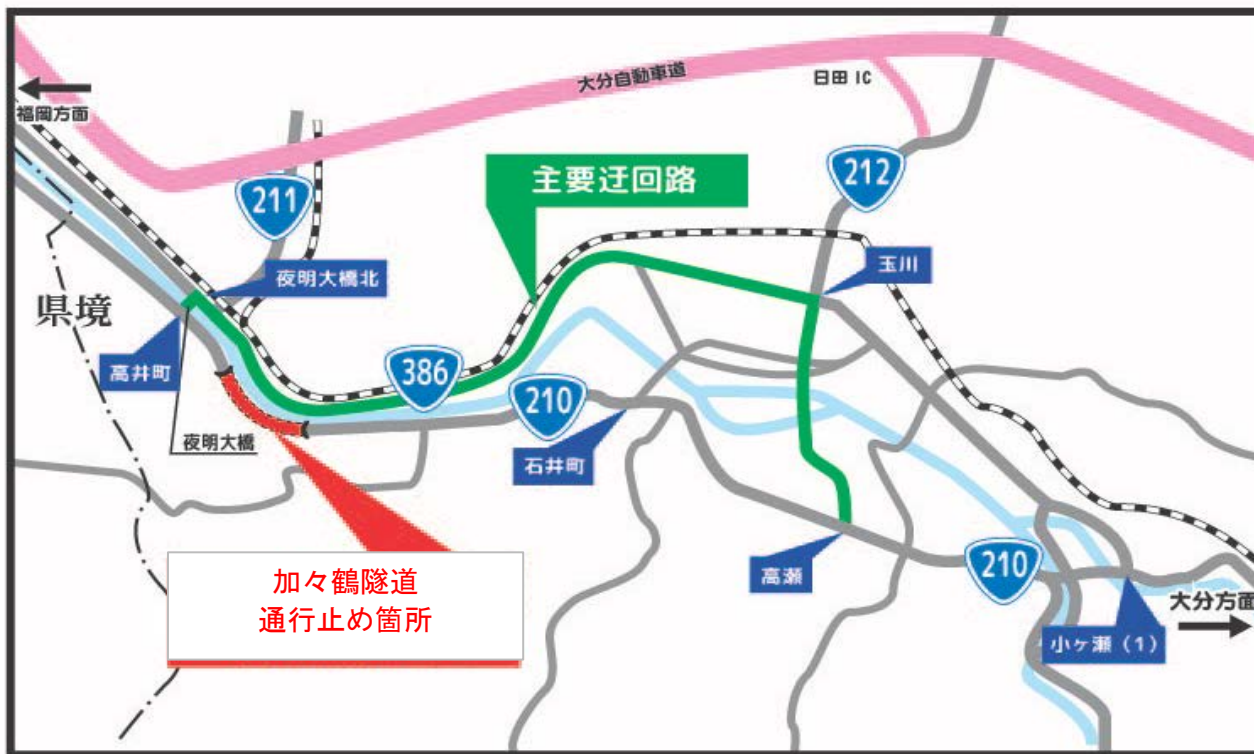 大分自動車道
日田 IC
福岡方面
211
主要迂回路
212
玉川
夜明大橋北
県境
高井町
386
210
夜明大橋
石井町
加々鶴隧道
通行止め箇所
高瀬
210
大分方面
小ヶ瀬（1）